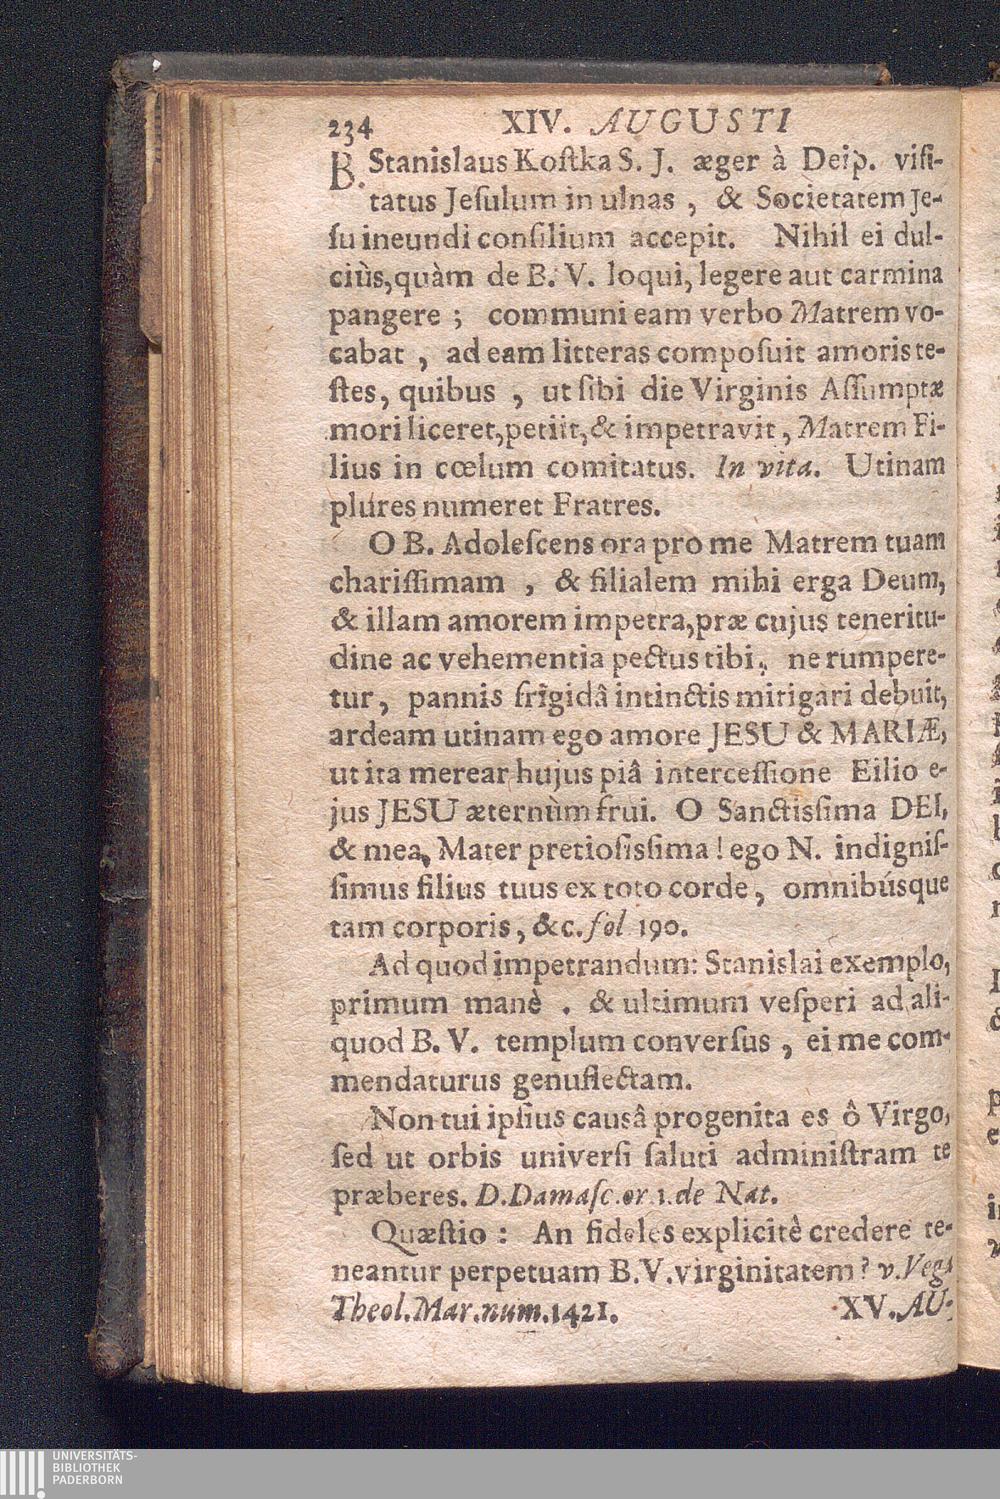 234 XIV. AUGUSTI
B. Stanislaus Koſtka S. J. æger à Deip. viſi-
tatus Jeſulum in ulnas, & Societatem Je-
ſu ineundi conſilium accepit. Nihil ei dul-
ciùs, quàm de B. V. loqui, legere aut carmina
pangere; communi eam verbo Matrem vo-
cabat, ad eam litteras compoſuit amoris te-
ſtes, quibus, ut ſibi die Virginis Aſſumptæ
mori liceret, petiit, & impetravit, Matrem Fi-
lius in cœlum comitatus. In vita. Utinam
plures numeret Fratres.
O B. Adoleſcens ora pro me Matrem tuam
chariſſimam, & filialem mihi erga Deum,
& illam amorem impetra, præ cujus teneritu-
dine ac vehementia pectus tibi, ne rumpere-
tur, pannis frigidâ intinctis mitigari debuit,
ardeam utinam ego amore JESU & MARIÆ,
ut ita merear hujus piâ interceſſione Eilio e-
jus JESU æternùm frui. O Sanctisſima DEI,
& mea, Mater pretioſisſima! ego N. indigniſ-
ſimus filius tuus ex toto corde, omnibúsque
tam corporis, &c. fol 190.
Ad quod impetrandum: Stanislai exemplo,
primum manè . & ultimum veſperi ad ali-
quod B. V. templum converſus, ei me com-
mendaturus genuflectam.
Non tui ipſius causâ progenita es ô Virgo,
ſed ut orbis univerſi ſaluti adminiſtram te
præberes. D. Damaſc. or. 1. de Nat.
Quæſtio: An fideles explicitè credere te-
neantur perpetuam B. V. virginitatem? v. Vega
Theol. Mar. num. 1421. XV. AU-
UNIVERSITÄTS-
BIBLIOTHEK
PADERBORN